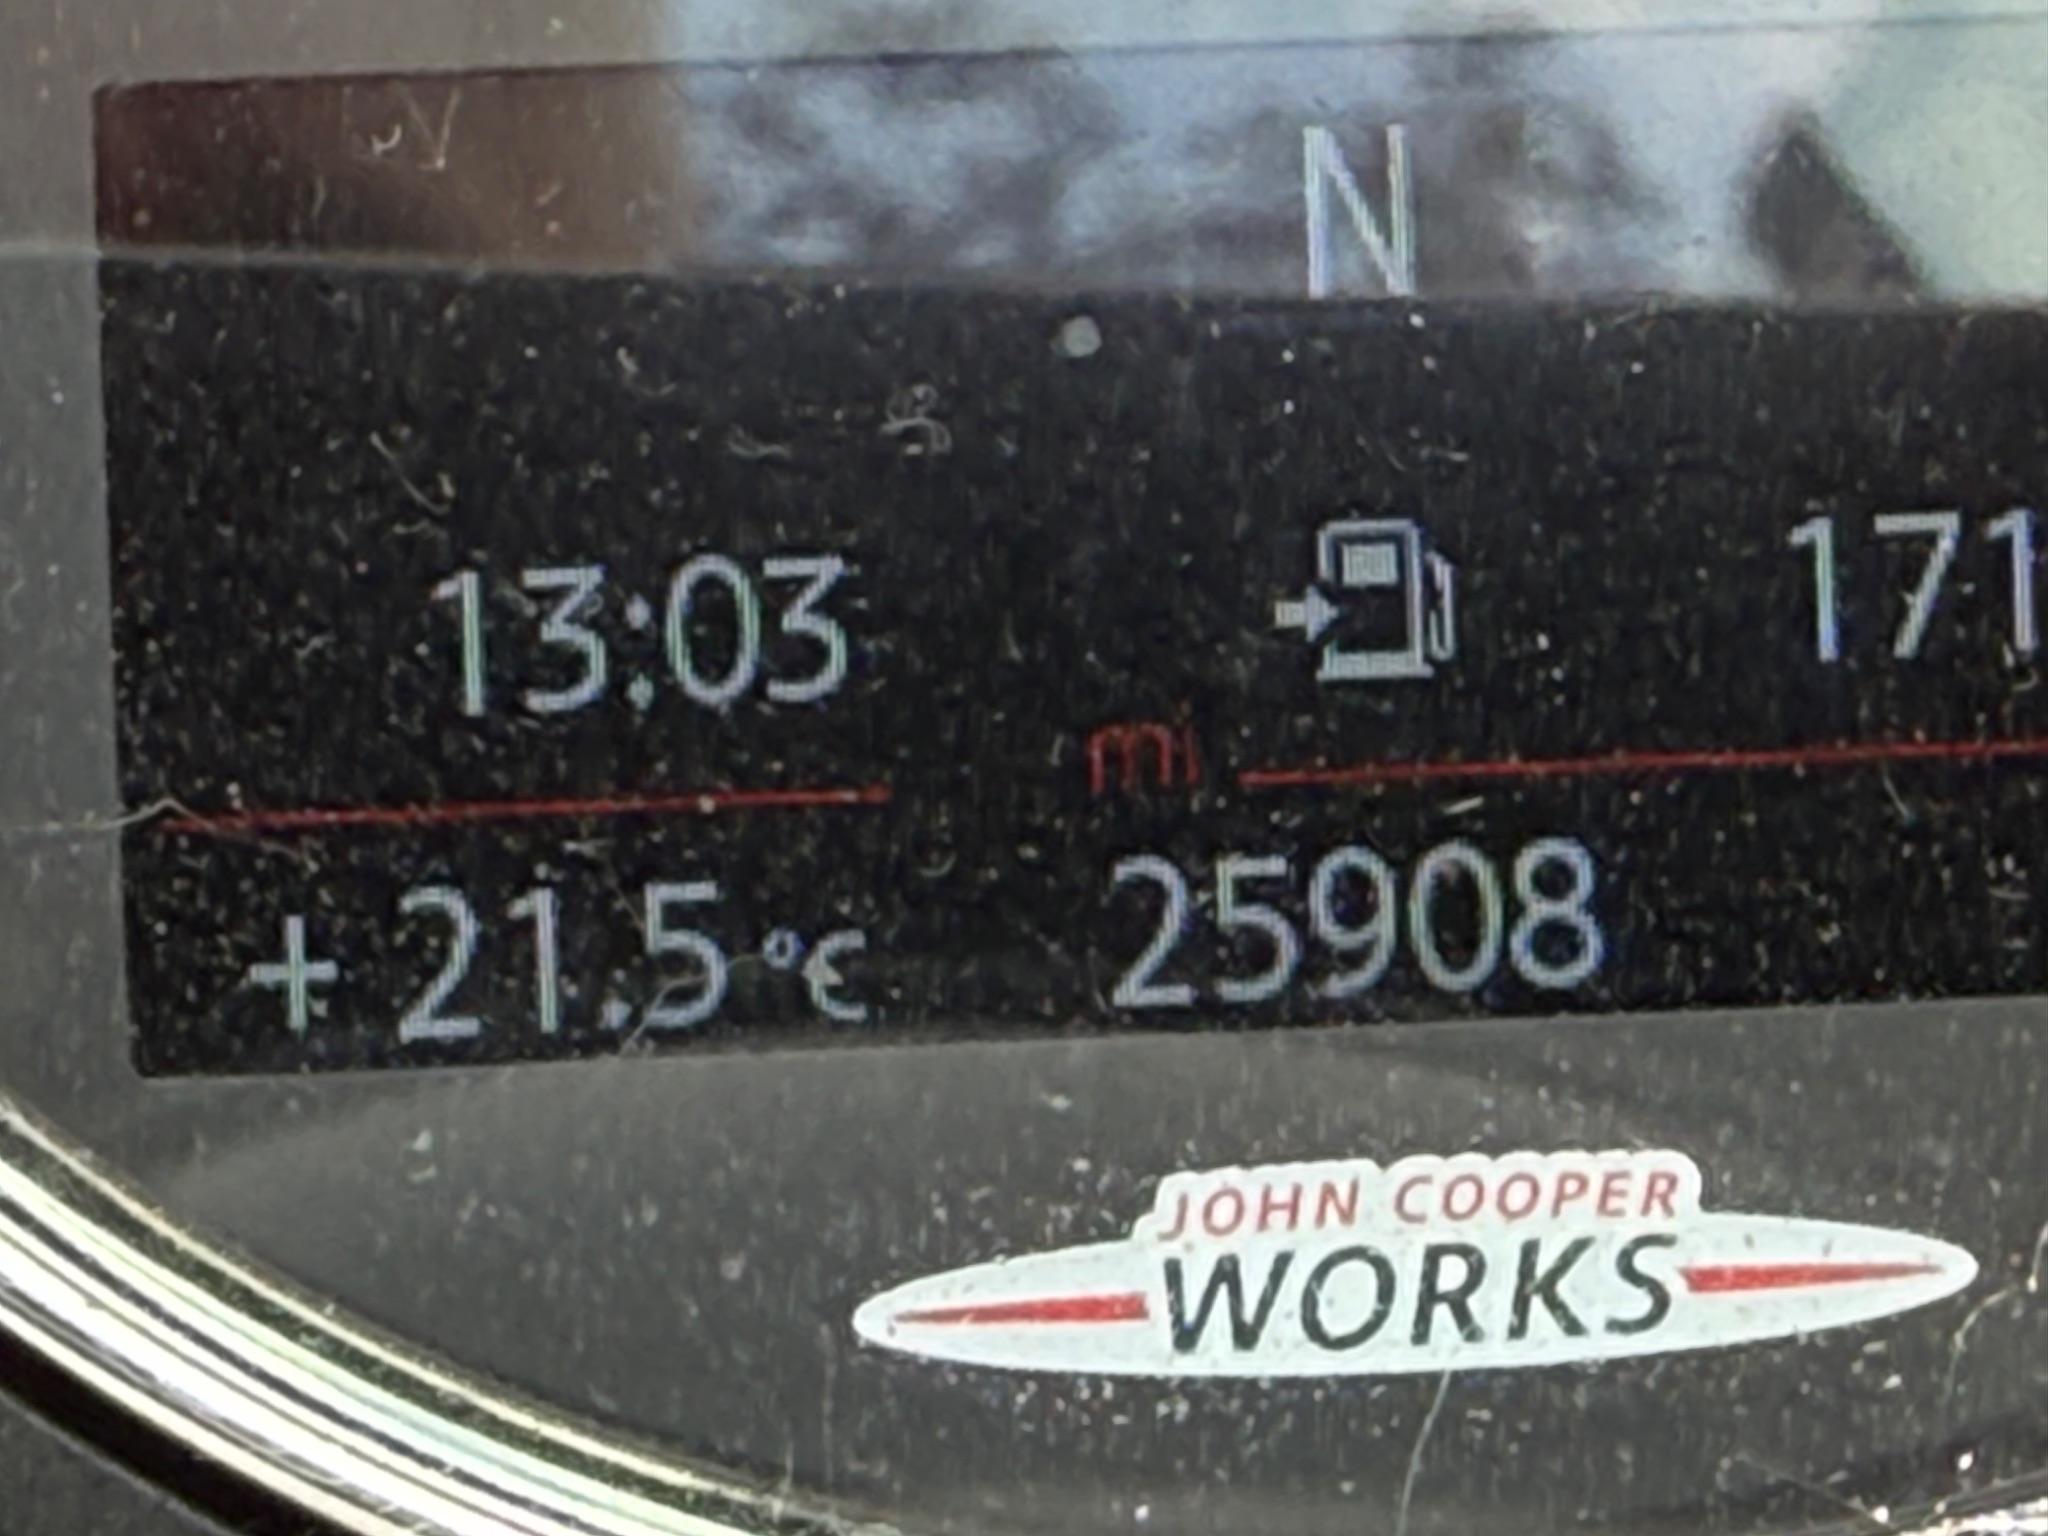 N
13:03 171
mi
+21.5 °C 25908
JOHN COOPER
WORKS